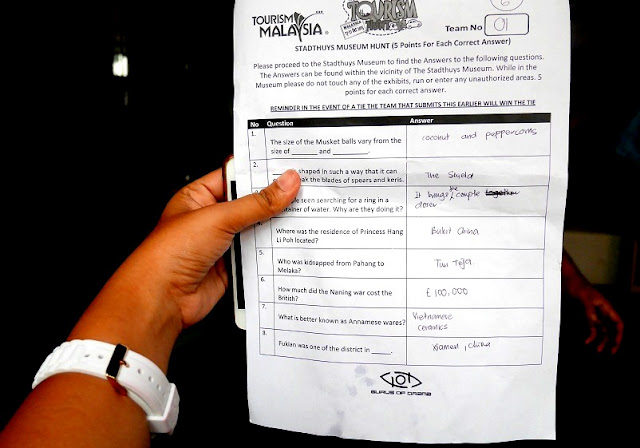 TOURISM
MALAYSIA
TOURISM
Team No 01
STADTHUYS MUSEUM HUNT (5 Points For Each Correct Answer)
Please proceed to the Stadthuys Museum to find the Answers to the following questions.
The Answers can be found within the vicinity of The Stadthuys Museum. While in the
Museum please do not touch any of the exhibits, run or enter any unauthorized areas. 5
points for each correct answer.
REMINDER IN THE EVENT OF A TIE THE TEAM THAT SUBMITS THIS EARLIER WILL WIN THE TIE
No Question Answer
1. The size of the Musket balls vary from the
size of ________ and ________.
coconut and peppercorns
2. shaped in such a way that it can
the blades of spears and keris.
The Shield
seen searching for a ring in a
of water. Why are they doing it?
It brings the couple together
closer
Where was the residence of Princess Hang
Li Poh located?
Bukit China
5. Who was kidnapped from Pahang to
Melaka?
Tun Teja
6. How much did the Naning war cost the
British?
£100,000
7. What is better known as Annamese wares?
Vietnamese
ceramics
8. Fukian was one of the district in _____.
Xiamen, China
GURUS OF DRAMA